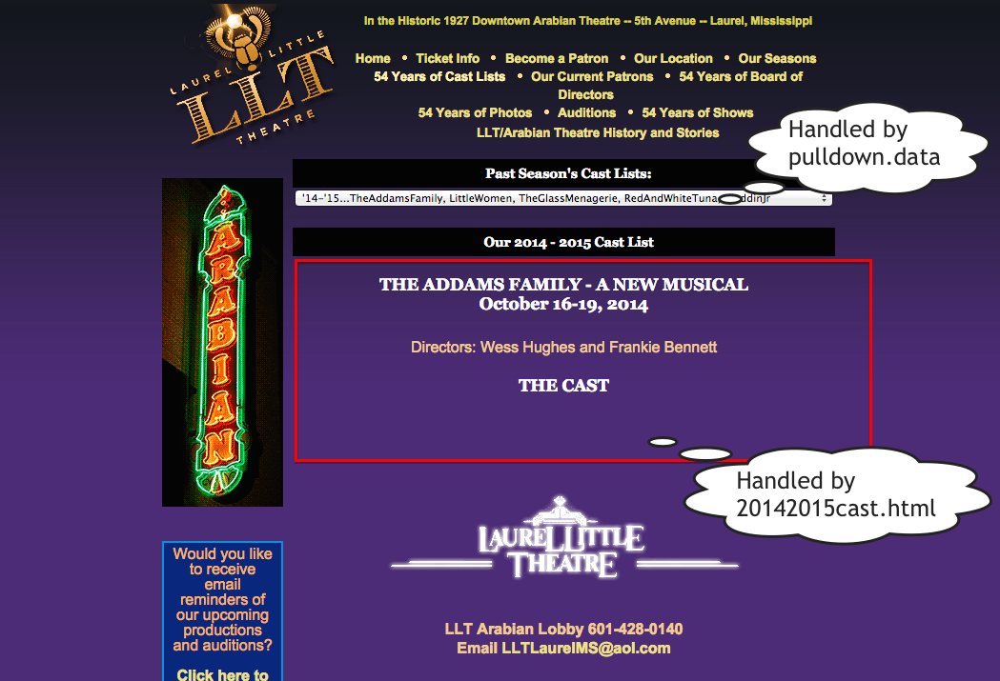 In the Historic 1927 Downtown Arabian Theatre -- 5th Avenue -- Laurel, Mississippi
LAUREL LITTLE
LLT
THEATRE
Home • Ticket Info • Become a Patron • Our Location • Our Seasons
54 Years of Cast Lists • Our Current Patrons • 54 Years of Board of
Directors
54 Years of Photos • Auditions • 54 Years of Shows
LLT/Arabian Theatre History and Stories
Handled by
pulldown.data
Past Season's Cast Lists:
'14-'15...TheAddamsFamily, LittleWomen, TheGlassMenagerie, RedAndWhiteTuna
Our 2014 - 2015 Cast List
ARABIAN
THE ADDAMS FAMILY - A NEW MUSICAL
October 16-19, 2014
Directors: Wess Hughes and Frankie Bennett
THE CAST
Handled by
20142015cast.html
LAUREL LITTLE
THEATRE
Would you like
to receive
email
reminders of
our upcoming
productions
and auditions?
Click here to
LLT Arabian Lobby 601-428-0140
Email LLTLaurelMS@aol.com